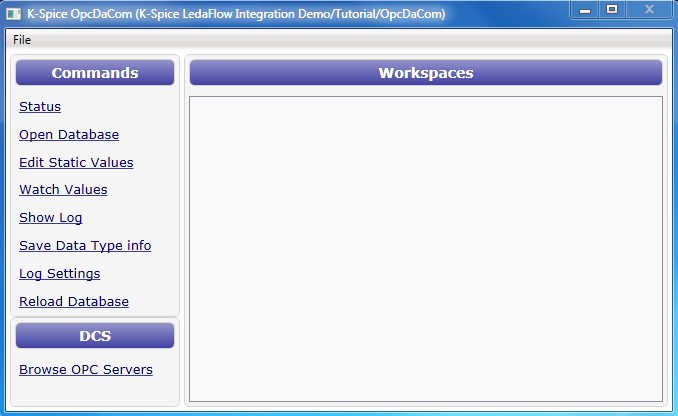 K-Spice OpcDaCom (K-Spice LedaFlow Integration Demo/Tutorial/OpcDaCom)
File
Commands
Status
Open Database
Edit Static Values
Watch Values
Show Log
Save Data Type info
Log Settings
Reload Database
DCS
Browse OPC Servers
Workspaces